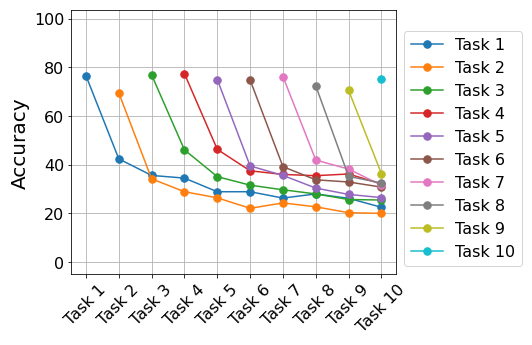 100
80
60
40
20
0
Accuracy
Task 1
Task 2
Task 3
Task 4
Task 5
Task 6
Task 7
Task 8
Task 9
Task 10
Task 1
Task 2
Task 3
Task 4
Task 5
Task 6
Task 7
Task 8
Task 9
Task 10